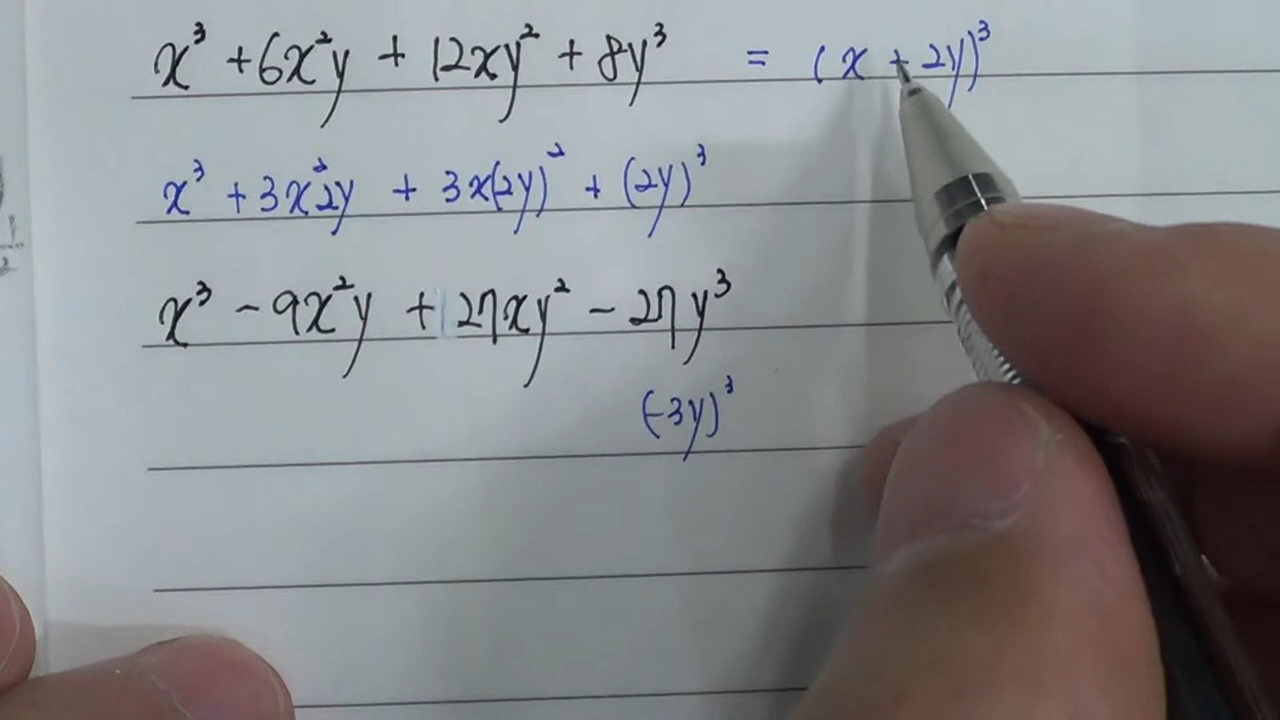 x³ + 6x²y + 12xy² + 8y³ = (x + 2y)³
x³ + 3x²2y + 3x(2y)² + (2y)³
x³ - 9x²y + 27xy² - 27y³
(-3y)³